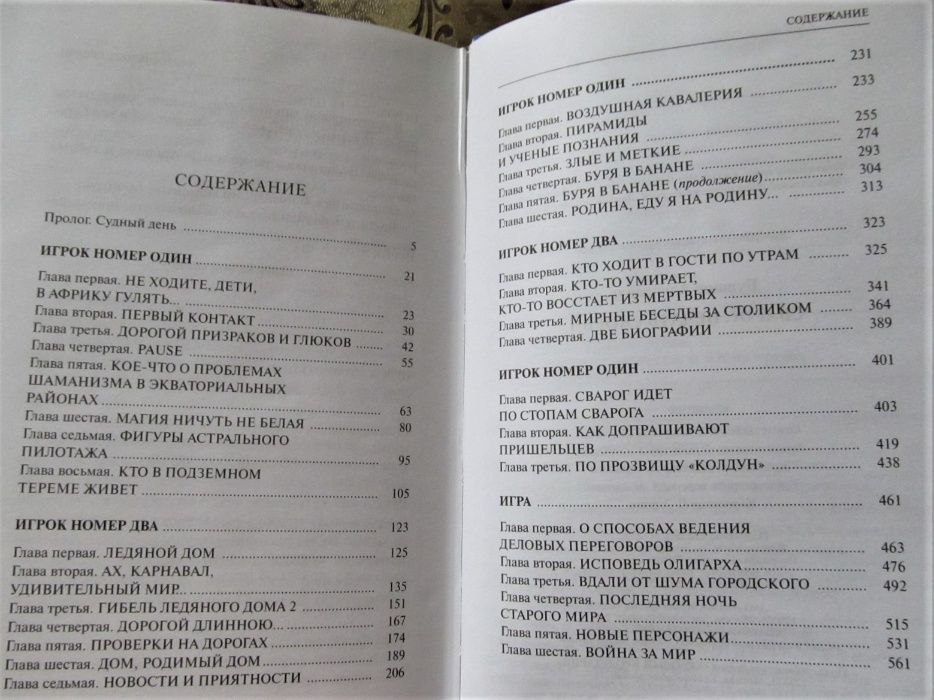 СОДЕРЖАНИЕ
Пролог. Судный день ........ 5
ИГРОК НОМЕР ОДИН ........ 21
Глава первая. НЕ ХОДИТЕ, ДЕТИ,
В АФРИКУ ГУЛЯТЬ... ........ 23
Глава вторая. ПЕРВЫЙ КОНТАКТ ........ 30
Глава третья. ДОРОГОЙ ПРИЗРАКОВ И ГЛЮКОВ ........ 42
Глава четвертая. PAUSE ........ 55
Глава пятая. КОЕ-ЧТО О ПРОБЛЕМАХ
ШАМАНИЗМА В ЭКВАТОРИАЛЬНЫХ
РАЙОНАХ ........ 63
Глава шестая. МАГИЯ НИЧУТЬ НЕ БЕЛАЯ ........ 80
Глава седьмая. ФИГУРЫ АСТРАЛЬНОГО
ПИЛОТАЖА ........ 95
Глава восьмая. КТО В ПОДЗЕМНОМ
ТЕРЕМЕ ЖИВЕТ ........ 105
ИГРОК НОМЕР ДВА ........ 123
Глава первая. ЛЕДЯНОЙ ДОМ ........ 125
Глава вторая. АХ, КАРНАВАЛ,
УДИВИТЕЛЬНЫЙ МИР... ........ 135
Глава третья. ГИБЕЛЬ ЛЕДЯНОГО ДОМА 2 ........ 151
Глава четвертая. ДОРОГОЙ ДЛИННОЮ... ........ 167
Глава пятая. ПРОВЕРКИ НА ДОРОГАХ ........ 174
Глава шестая. ДОМ, РОДИМЫЙ ДОМ ........ 189
Глава седьмая. НОВОСТИ И ПРИЯТНОСТИ ........ 206
СОДЕРЖАНИЕ
ИГРОК НОМЕР ОДИН ........ 231
Глава первая. ВОЗДУШНАЯ КАВАЛЕРИЯ ........ 233
Глава вторая. ПИРАМИДЫ
И УЧЕНЫЕ ПОЗНАНИЯ ........ 255
Глава третья. ЗЛЫЕ И МЕТКИЕ ........ 274
Глава четвертая. БУРЯ В БАНАНЕ ........ 293
Глава пятая. БУРЯ В БАНАНЕ (продолжение) ........ 304
Глава шестая. РОДИНА, ЕДУ Я НА РОДИНУ... ........ 313
ИГРОК НОМЕР ДВА ........ 323
Глава первая. КТО ХОДИТ В ГОСТИ ПО УТРАМ ........ 325
Глава вторая. КТО-ТО УМИРАЕТ,
КТО-ТО ВОССТАЕТ ИЗ МЕРТВЫХ ........ 341
Глава третья. МИРНЫЕ БЕСЕДЫ ЗА СТОЛИКОМ ........ 364
Глава четвертая. ДВЕ БИОГРАФИИ ........ 389
ИГРОК НОМЕР ОДИН ........ 401
Глава первая. СВАРОГ ИДЕТ
ПО СТОПАМ СВАРОГА ........ 403
Глава вторая. КАК ДОПРАШИВАЮТ
ПРИШЕЛЬЦЕВ ........ 419
Глава третья. ПО ПРОЗВИЩУ «КОЛДУН» ........ 438
ИГРА ........ 461
Глава первая. О СПОСОБАХ ВЕДЕНИЯ
ДЕЛОВЫХ ПЕРЕГОВОРОВ ........ 463
Глава вторая. ИСПОВЕДЬ ОЛИГАРХА ........ 476
Глава третья. ВДАЛИ ОТ ШУМА ГОРОДСКОГО ........ 492
Глава четвертая. ПОСЛЕДНЯЯ НОЧЬ
СТАРОГО МИРА ........ 515
Глава пятая. НОВЫЕ ПЕРСОНАЖИ ........ 531
Глава шестая. ВОЙНА ЗА МИР ........ 561